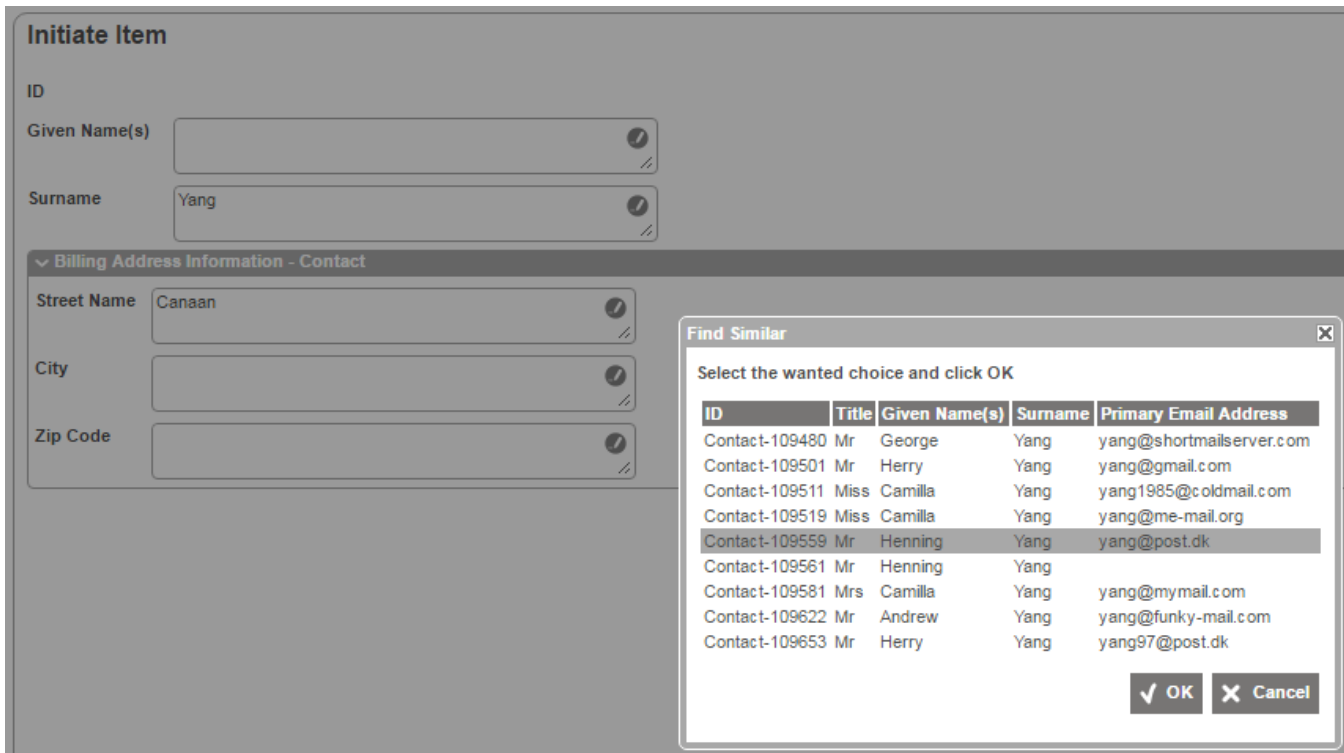 Initiate Item
ID
Given Name(s)
Surname Yang
Billing Address Information - Contact
Street Name Canaan
City
Zip Code
Find Similar
Select the wanted choice and click OK
ID Title Given Name(s) Surname Primary Email Address
Contact-109480 Mr George Yang yang@shortmailserver.com
Contact-109501 Mr Herry Yang yang@gmail.com
Contact-109511 Miss Camilla Yang yang1985@coldmail.com
Contact-109519 Miss Camilla Yang yang@me-mail.org
Contact-109559 Mr Henning Yang yang@post.dk
Contact-109561 Mr Henning Yang
Contact-109581 Mrs Camilla Yang yang@mymail.com
Contact-109622 Mr Andrew Yang yang@funky-mail.com
Contact-109653 Mr Herry Yang yang97@post.dk
OK Cancel